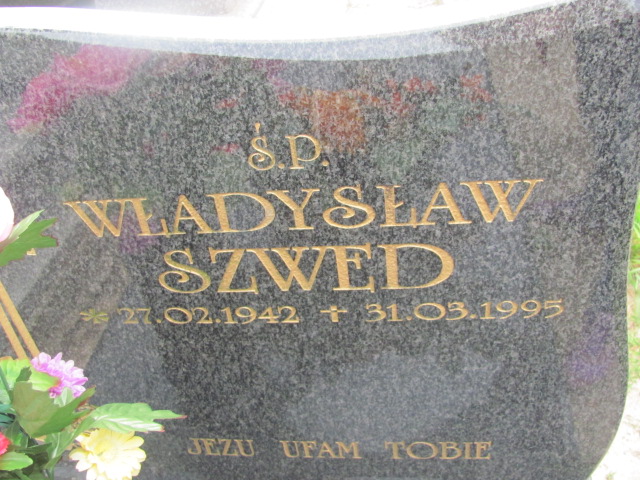 Ś.P.
WŁADYSŁAW
SZWED
* 27.02.1942 ✝ 31.03.1995
JEZU UFAM TOBIE